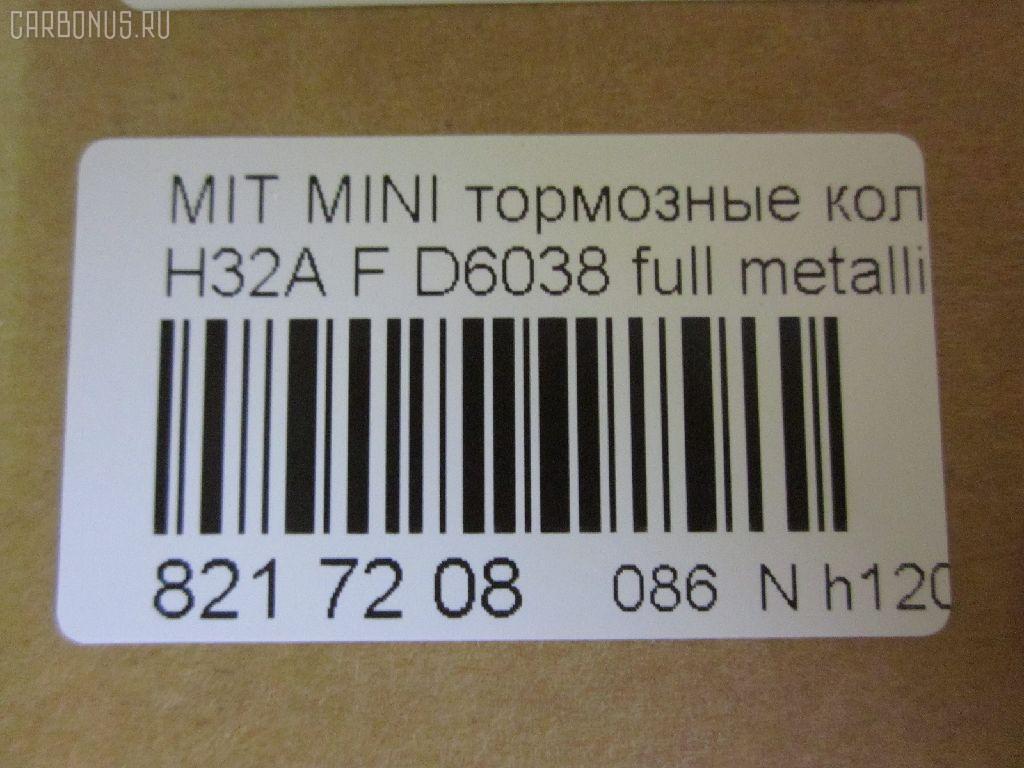 CARBONUS.RU
MIT MINI тормозные кол
H32A F D6038 full metalli
821 72 08 086 N h120